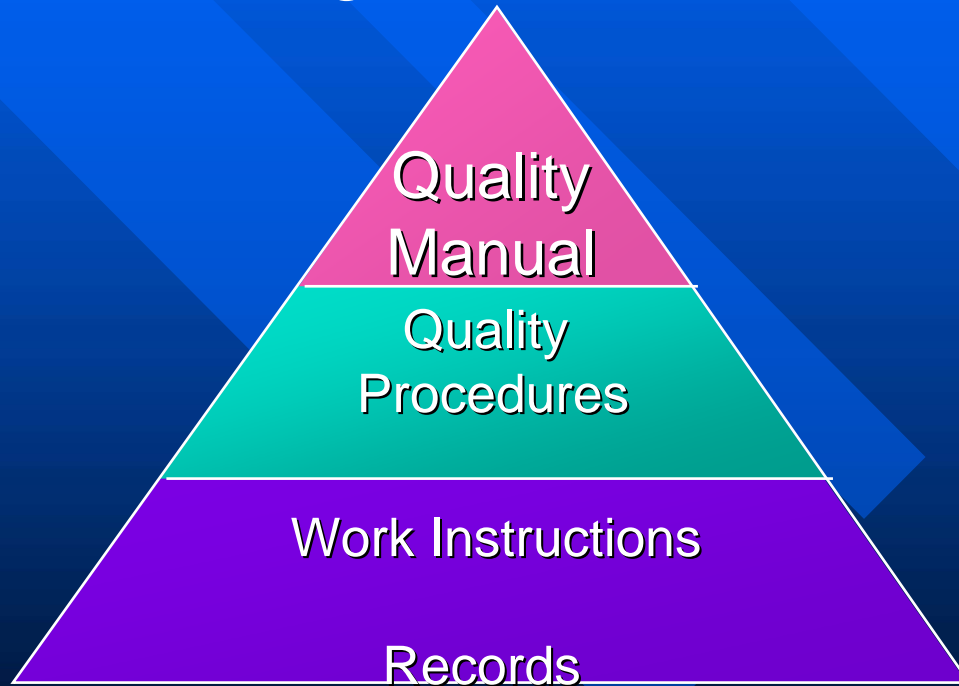 Quality
Manual
Quality
Procedures
Work Instructions
Records